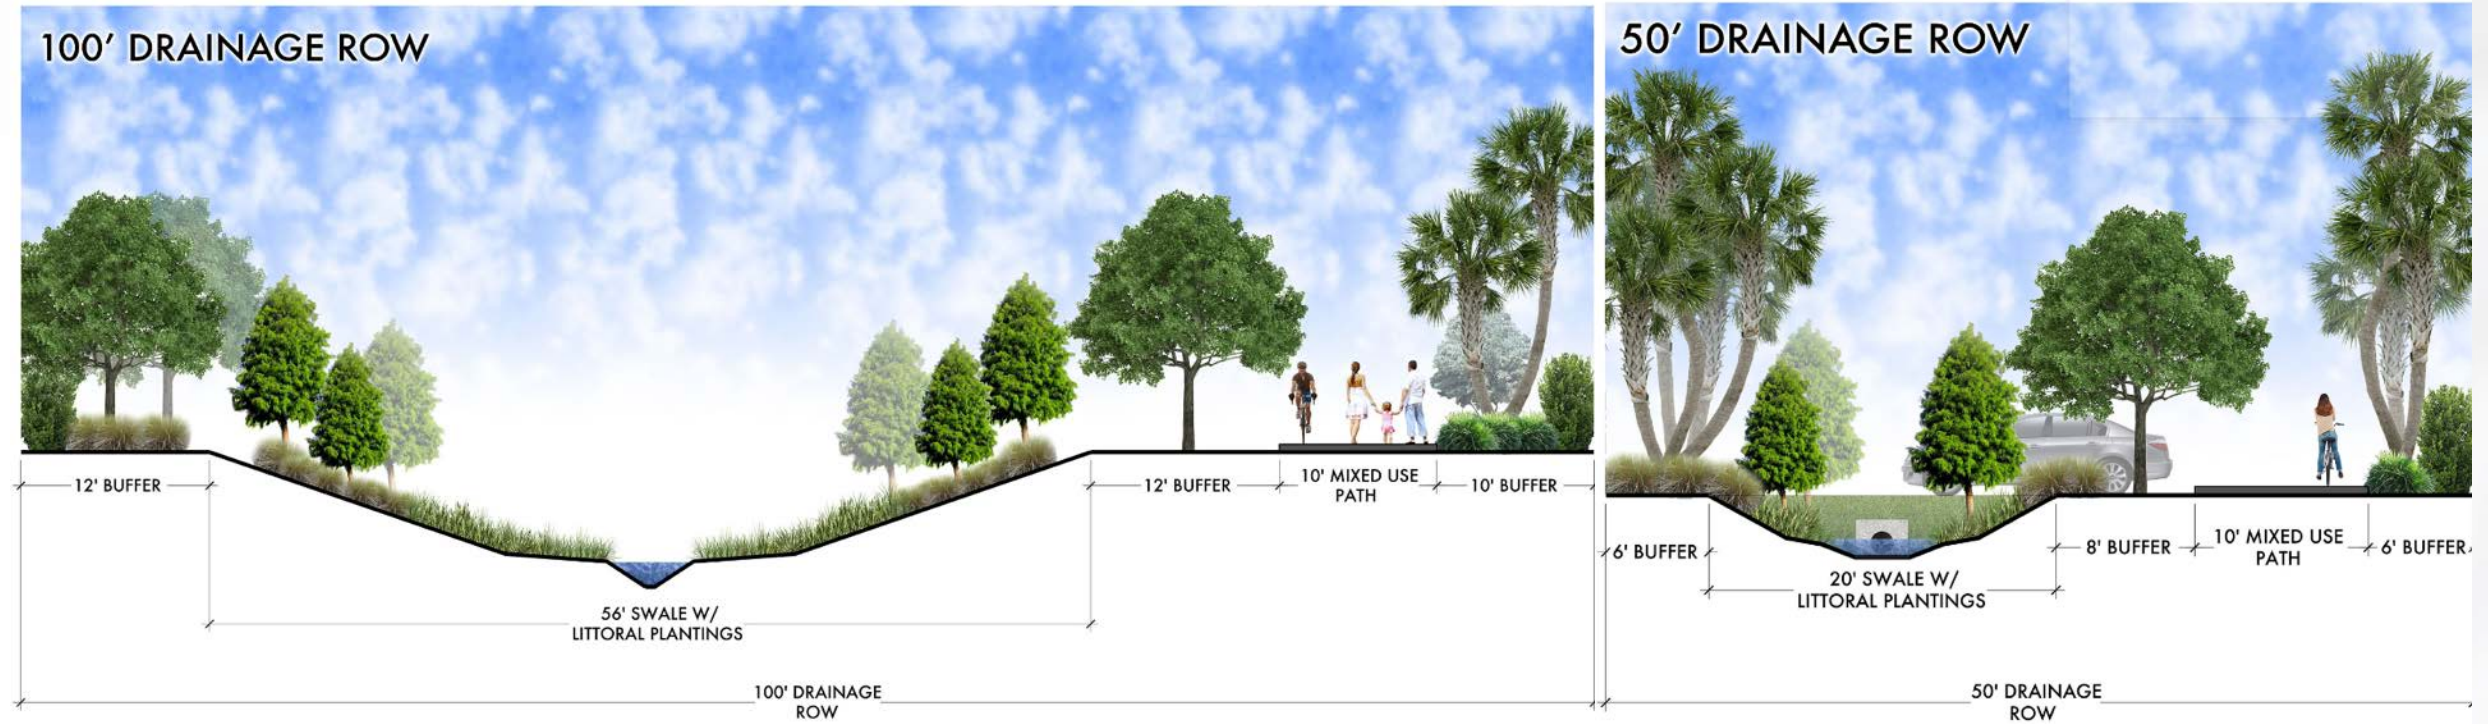 100' DRAINAGE ROW
12' BUFFER
56' SWALE W/
LITTORAL PLANTINGS
12' BUFFER
10' MIXED USE
PATH
10' BUFFER
100' DRAINAGE
ROW
50' DRAINAGE ROW
6' BUFFER
20' SWALE W/
LITTORAL PLANTINGS
8' BUFFER
10' MIXED USE
PATH
6' BUFFER
50' DRAINAGE
ROW